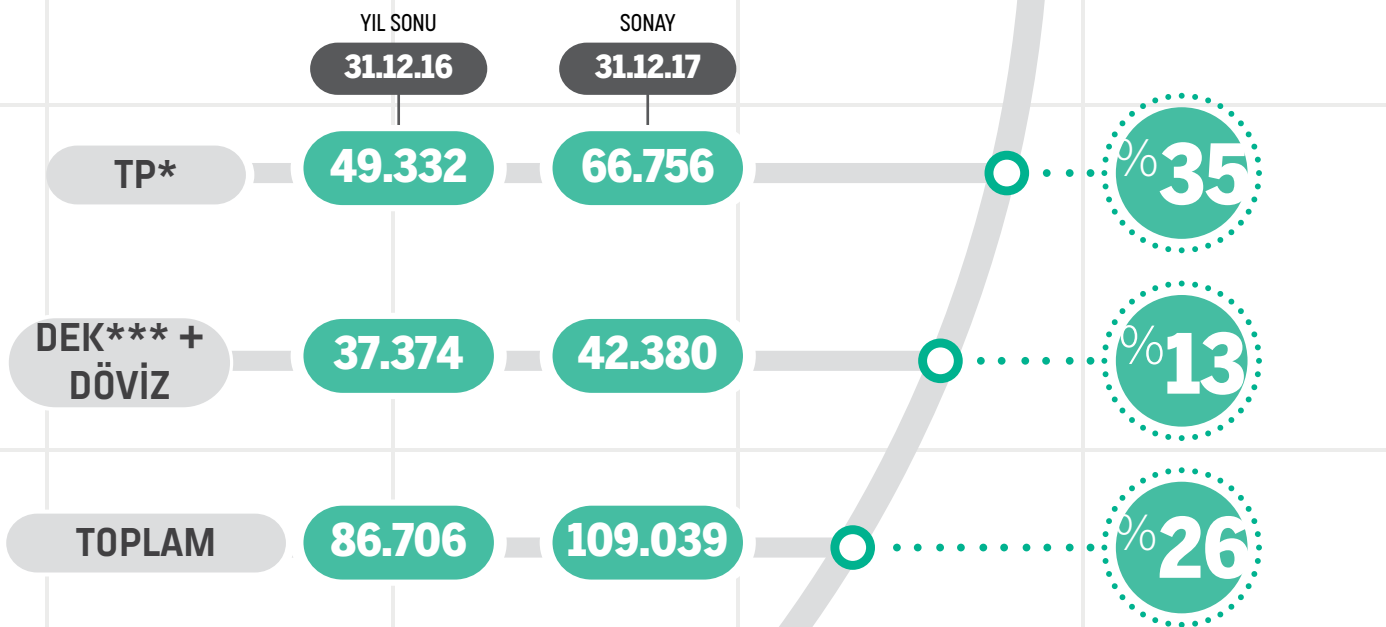 YIL SONU SONAY
31.12.16 31.12.17
TP* 49.332 66.756 %35
DEK*** +
DÖVİZ 37.374 42.380 %13
TOPLAM 86.706 109.039 %26